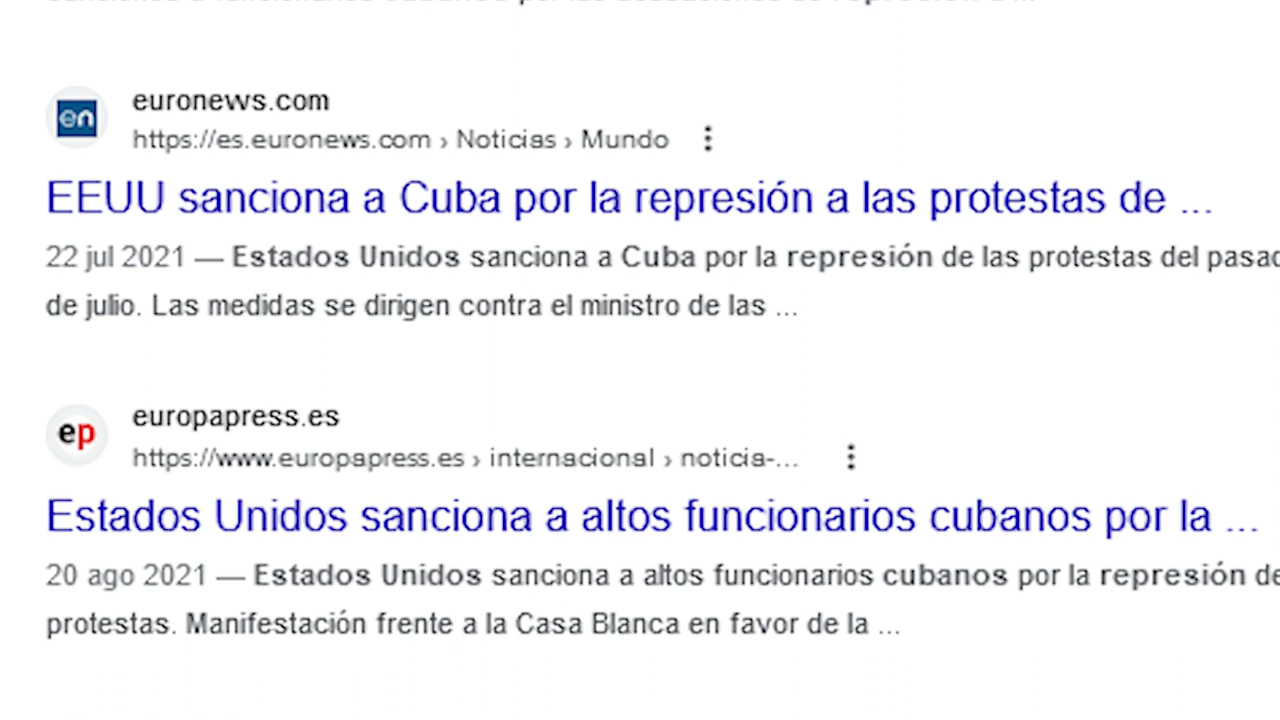 en euronews.com
https://es.euronews.com › Noticias › Mundo
EEUU sanciona a Cuba por la represión a las protestas de ...
22 jul 2021 — Estados Unidos sanciona a Cuba por la represión de las protestas del
de julio. Las medidas se dirigen contra el ministro de las ...
ep europapress.es
https://www.europapress.es › internacional › noticia-...
Estados Unidos sanciona a altos funcionarios cubanos por la ...
20 ago 2021 — Estados Unidos sanciona a altos funcionarios cubanos por la represión
protestas. Manifestación frente a la Casa Blanca en favor de la ...